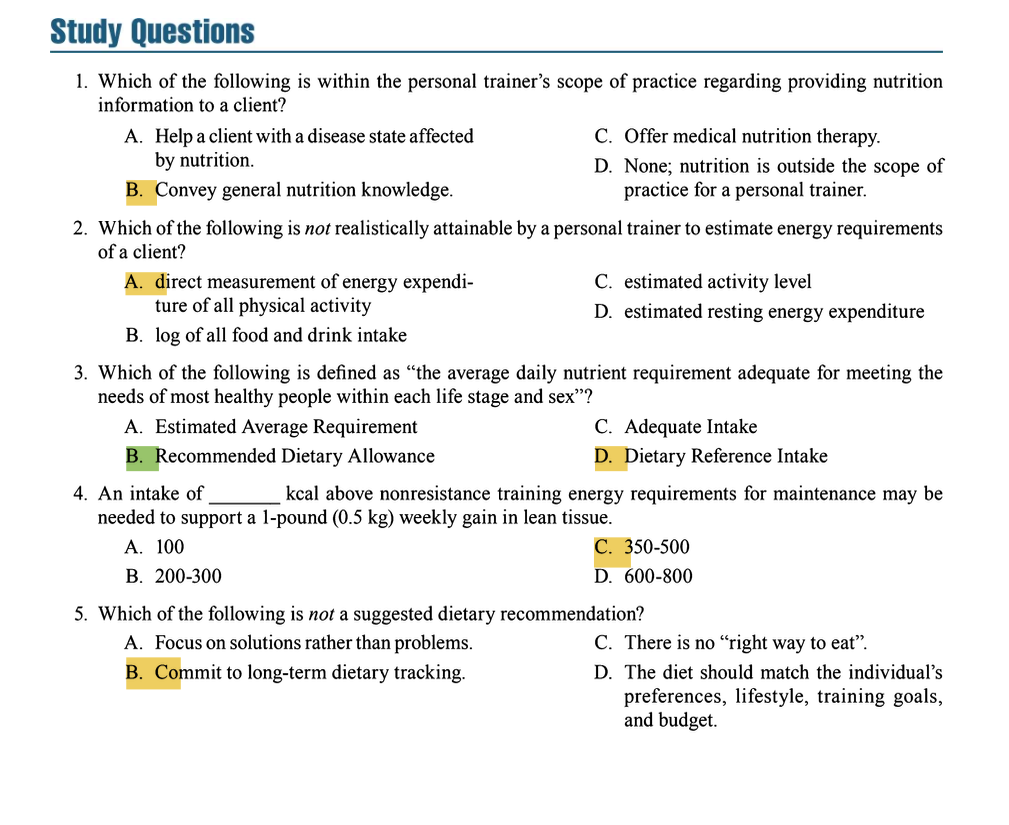 Study Questions
1. Which of the following is within the personal trainer's scope of practice regarding providing nutrition
information to a client?
A. Help a client with a disease state affected
by nutrition.
B. Convey general nutrition knowledge.
C. Offer medical nutrition therapy.
D. None; nutrition is outside the scope of
practice for a personal trainer.
2. Which of the following is not realistically attainable by a personal trainer to estimate energy requirements
of a client?
A. direct measurement of energy expendi-
ture of all physical activity
B. log of all food and drink intake
C. estimated activity level
D. estimated resting energy expenditure
3. Which of the following is defined as “the average daily nutrient requirement adequate for meeting the
needs of most healthy people within each life stage and sex”?
A. Estimated Average Requirement
B. Recommended Dietary Allowance
C. Adequate Intake
D. Dietary Reference Intake
4. An intake of _______ kcal above nonresistance training energy requirements for maintenance may be
needed to support a 1-pound (0.5 kg) weekly gain in lean tissue.
A. 100
B. 200-300
C. 350-500
D. 600-800
5. Which of the following is not a suggested dietary recommendation?
A. Focus on solutions rather than problems.
B. Commit to long-term dietary tracking.
C. There is no “right way to eat”.
D. The diet should match the individual's
preferences, lifestyle, training goals,
and budget.